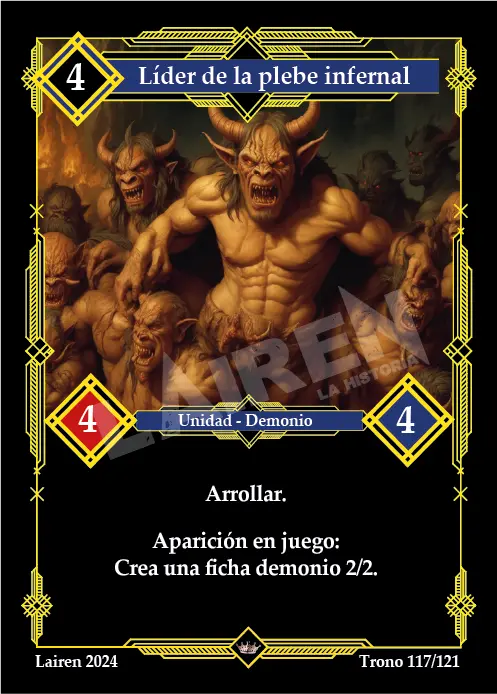 4
Líder de la plebe infernal
LAIREN
LA HISTORIA
4
Unidad - Demonio
4
Arrollar.
Aparición en juego:
Crea una ficha demonio 2/2.
Lairen 2024
Trono 117/121